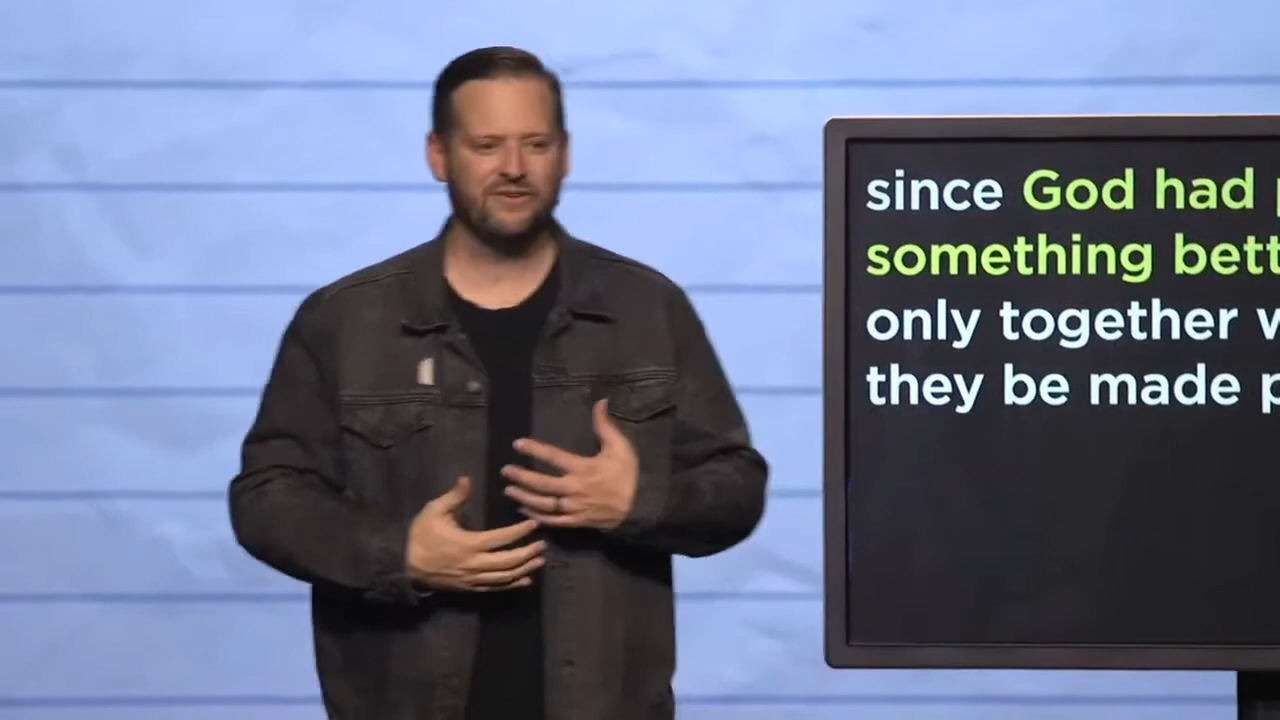 since God had
something bett
only together
they be made